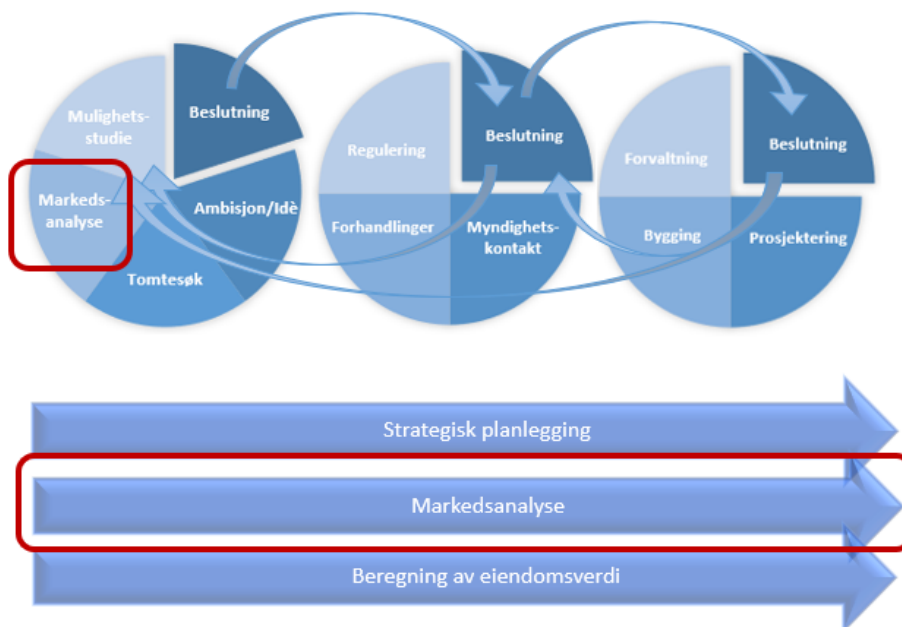 Mulighets-
studie
Beslutning
Markeds-
analyse
Ambisjon/Idè
Tomtesøk
Regulering
Beslutning
Forhandlinger
Myndighets-
kontakt
Forvaltning
Beslutning
Bygging
Prosjektering
Strategisk planlegging
Markedsanalyse
Beregning av eiendomsverdi